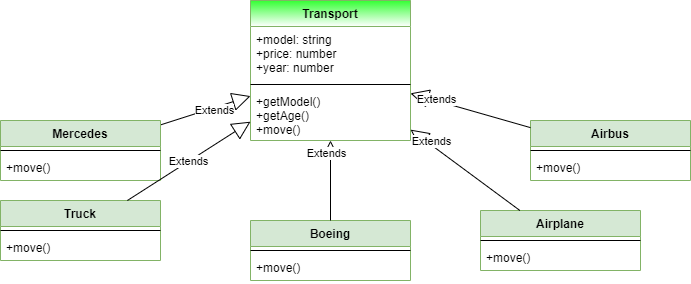 Transport
+model: string
+price: number
+year: number
+getModel()
+getAge()
+move()
Extends
Extends
Extends
Extends
Extends
Mercedes
+move()
Truck
+move()
Boeing
+move()
Airbus
+move()
Airplane
+move()